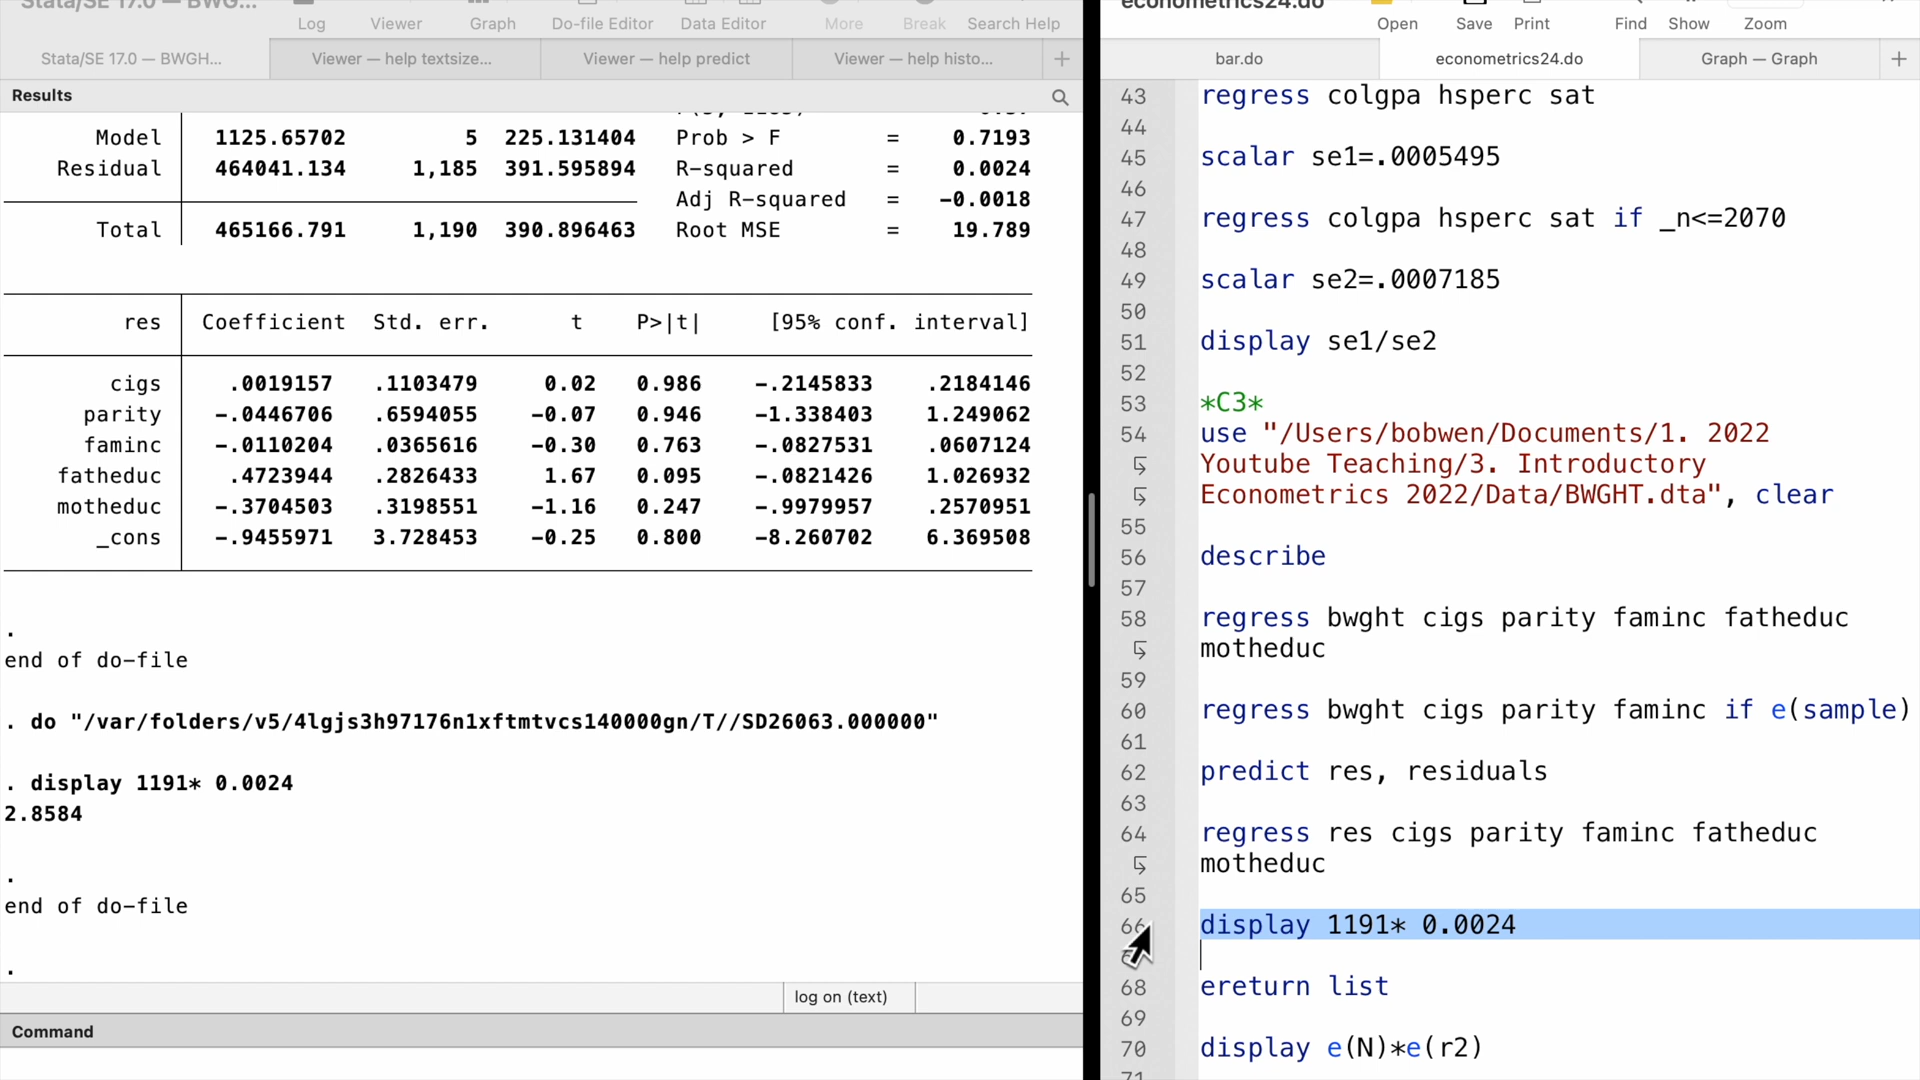 Stata/SE 17.0 — BWG...
Log Viewer Graph Do-file Editor Data Editor More Break Search Help
Stata/SE 17.0 — BWGH... Viewer — help textsize... Viewer — help predict Viewer — help histo... +
Results
Model 1125.65702 5 225.131404 Prob > F = 0.7193
Residual 464041.134 1,185 391.595894 R-squared = 0.0024
Adj R-squared = -0.0018
Total 465166.791 1,190 390.896463 Root MSE = 19.789
res Coefficient Std. err. t P>|t| [95% conf. interval]
cigs .0019157 .1103479 0.02 0.986 -.2145833 .2184146
parity -.0446706 .6594055 -0.07 0.946 -1.338403 1.249062
faminc -.0110204 .0365616 -0.30 0.763 -.0827531 .0607124
fatheduc .4723944 .2826433 1.67 0.095 -.0821426 1.026932
motheduc -.3704503 .3198551 -1.16 0.247 -.9979957 .2570951
_cons -.9455971 3.728453 -0.25 0.800 -8.260702 6.369508
.
end of do-file
. do "/var/folders/v5/4lgjs3h97176n1xftmtvcs140000gn/T//SD26063.000000"
. display 1191* 0.0024
2.8584
.
end of do-file
.
log on (text)
Command
econometrics24.do
Open Save Print Find Show Zoom
bar.do econometrics24.do Graph — Graph +
43 regress colgpa hsperc sat
44
45 scalar se1=.0005495
46
47 regress colgpa hsperc sat if _n<=2070
48
49 scalar se2=.0007185
50
51 display se1/se2
52
53 *C3*
54 use "/Users/bobwen/Documents/1. 2022
Youtube Teaching/3. Introductory
Econometrics 2022/Data/BWGHT.dta", clear
55
56 describe
57
58 regress bwght cigs parity faminc fatheduc
motheduc
59
60 regress bwght cigs parity faminc if e(sample)
61
62 predict res, residuals
63
64 regress res cigs parity faminc fatheduc
motheduc
65
66 display 1191* 0.0024
68 ereturn list
69
70 display e(N)*e(r2)
71